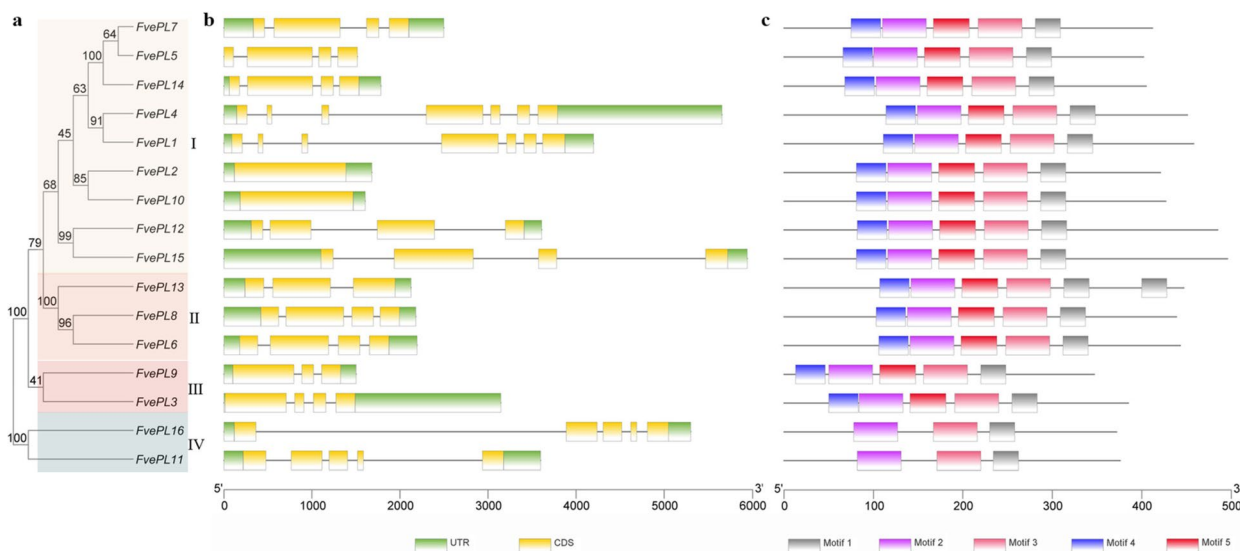 a
b
c
FvePL7
FvePL5
FvePL14
FvePL4
FvePL1
FvePL2
FvePL10
FvePL12
FvePL15
FvePL13
FvePL8
FvePL6
FvePL9
FvePL3
FvePL16
FvePL11
64
100
63
91
45
85
68
99
79
100
96
100
41
100
I
II
III
IV
5' 3'
0 1000 2000 3000 4000 5000 6000
UTR CDS
5' 3'
0 100 200 300 400 500
Motif 1 Motif 2 Motif 3 Motif 4 Motif 5